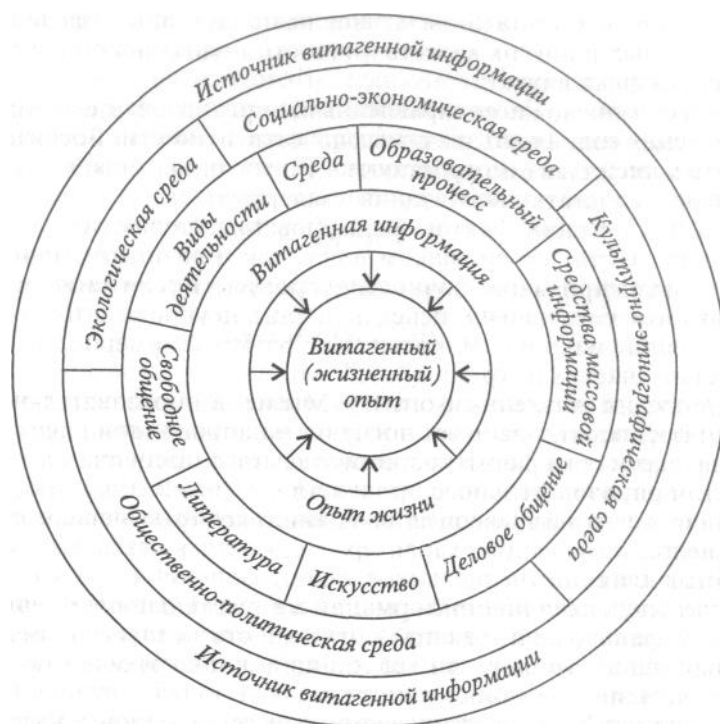 Источник витагенной информации
Социально-экономическая среда
Экологическая среда
Культурно-этнографическая среда
Среда
Образовательный
процесс
Виды
деятельности
Средства массовой
информации
Свободное
общение
Витагенная информация
Витагенный
(жизненный)
опыт
Опыт жизни
Литература
Искусство
Деловое общение
Общественно-политическая среда
Источник витагенной информации